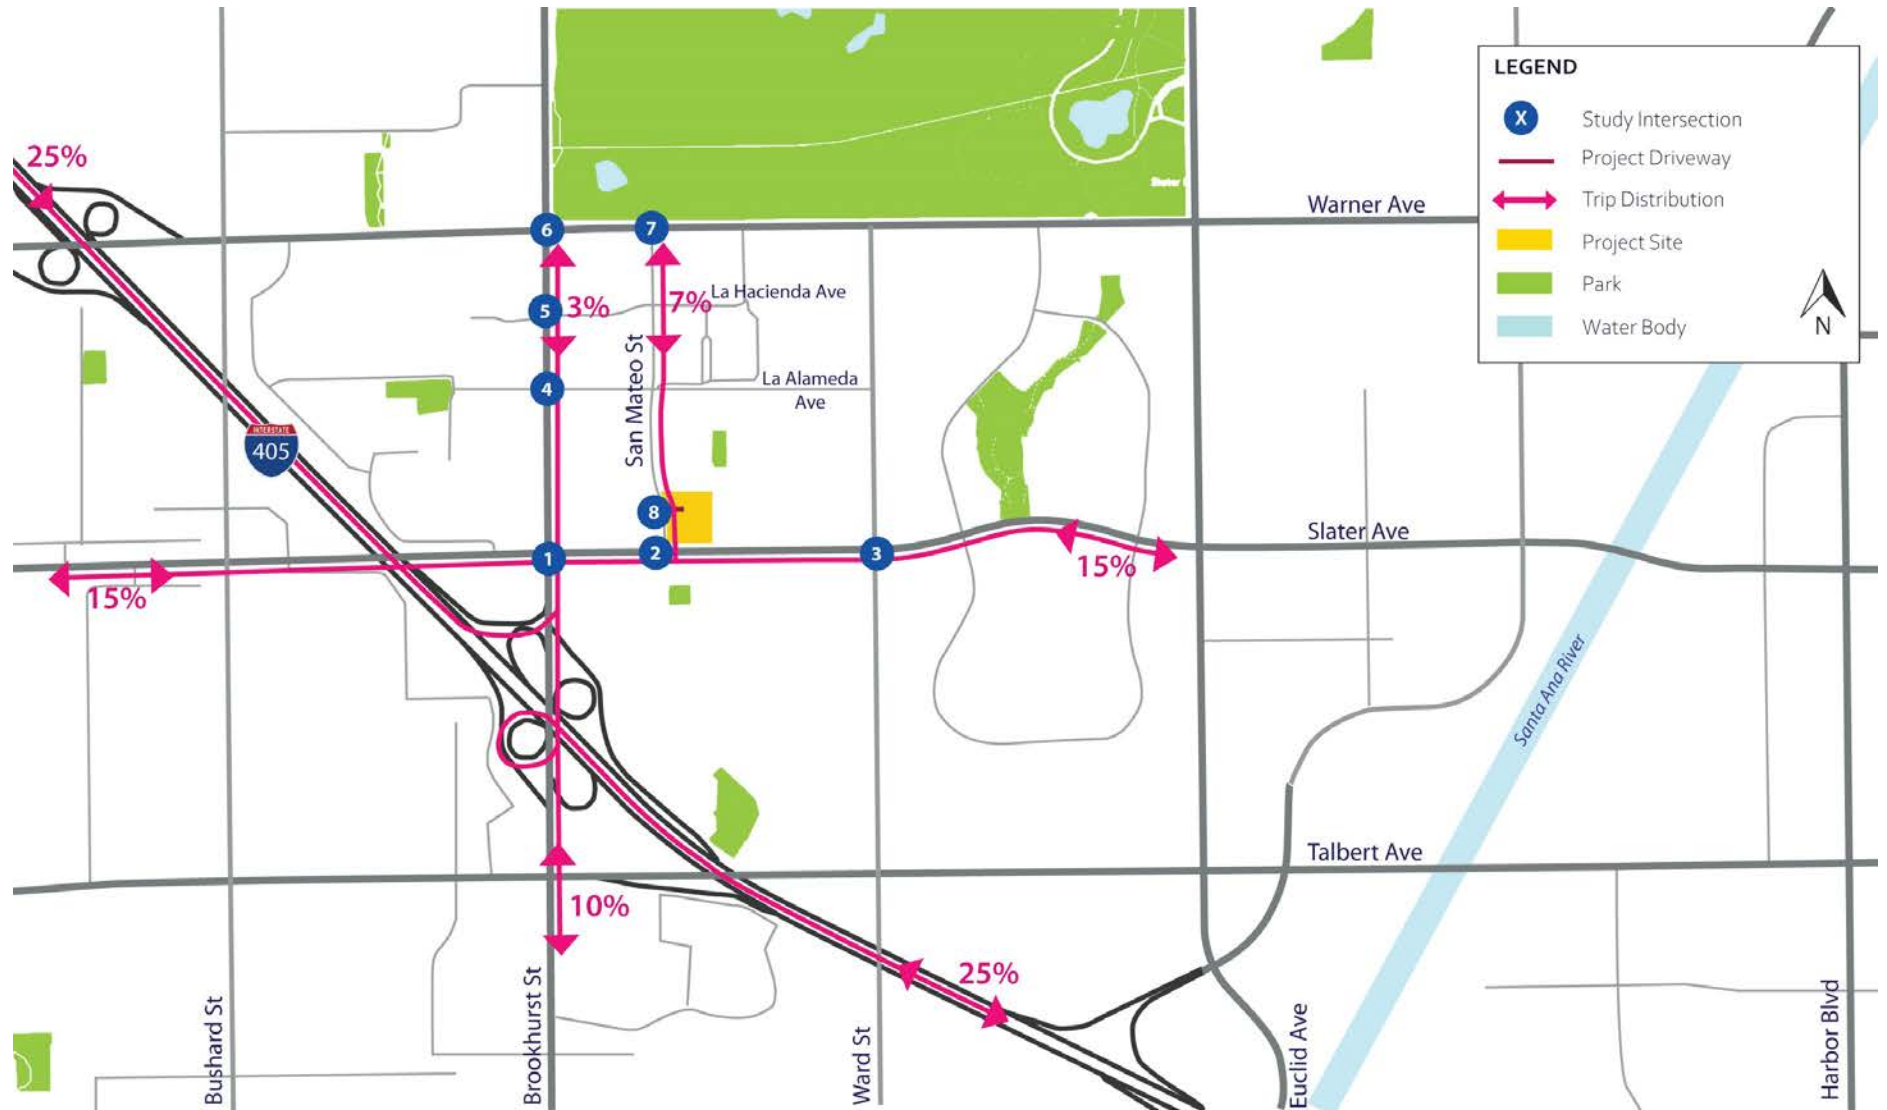 LEGEND
X
Study Intersection
Project Driveway
Trip Distribution
Project Site
Park
Water Body
N
25%
Warner Ave
6
7
5
3%
7%
La Hacienda Ave
4
La Alameda
Ave
San Mateo St
INTERSTATE
405
8
1
2
3
Slater Ave
15%
15%
Santa Ana River
Talbert Ave
10%
25%
Bushard St
Brookhurst St
Ward St
Euclid Ave
Harbor Blvd